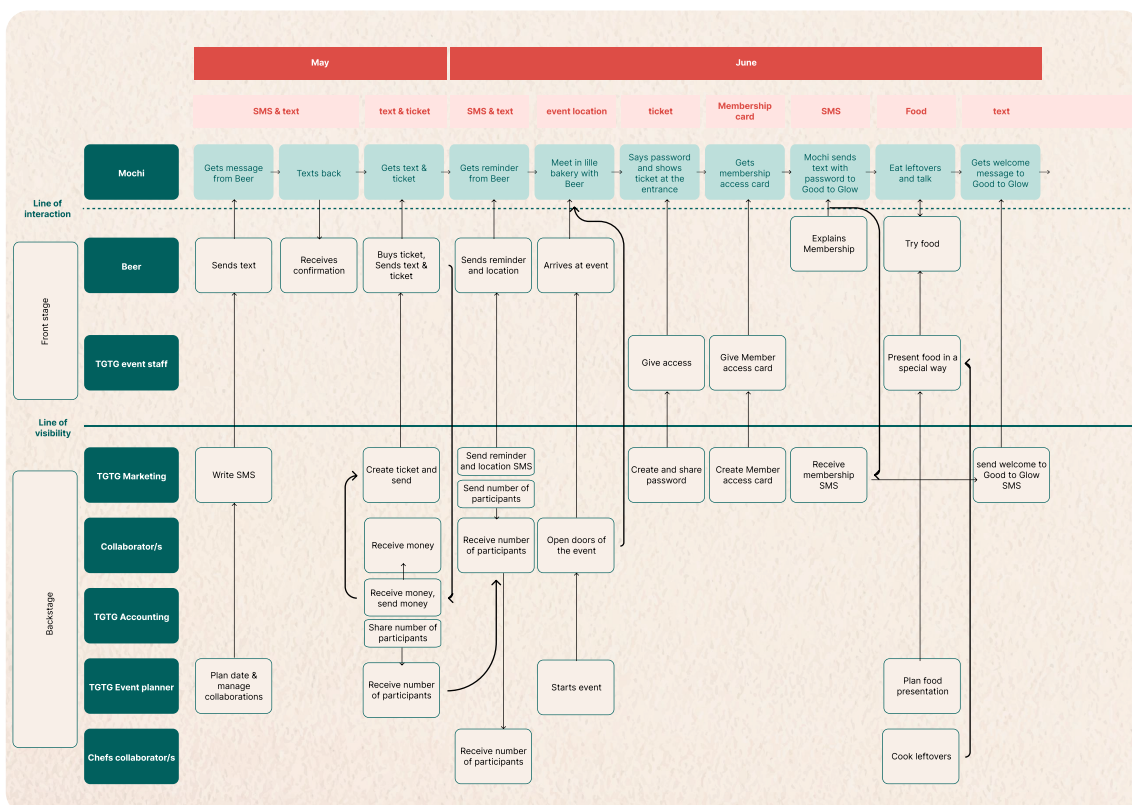 May
June
SMS & text
text & ticket
SMS & text
event location
ticket
Membership
card
SMS
Food
text
Mochi
Gets message
from Beer
Texts back
Gets text &
ticket
Gets reminder
from Beer
Meet in lille
bakery with
Beer
Says password
and shows
ticket at the
entrance
Gets
membership
access card
Mochi sends
text with
password to
Good to Glow
Eat leftovers
and talk
Gets welcome
message to
Good to Glow
Line of
interaction
Front stage
Beer
Sends text
Receives
confirmation
Buys ticket,
Sends text &
ticket
Sends reminder
and location
Arrives at event
Explains
Membership
Try food
TGTG event staff
Give access
Give Member
access card
Present food in a
special way
Line of
visibility
Backstage
TGTG Marketing
Write SMS
Create ticket and
send
Send reminder
and location SMS
Send number of
participants
Create and share
password
Create Member
access card
Receive
membership
SMS
send welcome to
Good to Glow
SMS
Collaborator/s
Receive money
Receive number
of participants
Open doors of
the event
TGTG Accounting
Receive money,
send money
Share number of
participants
TGTG Event planner
Plan date &
manage
collaborations
Receive number
of participants
Starts event
Plan food
presentation
Chefs collaborator/s
Receive number
of participants
Cook leftovers